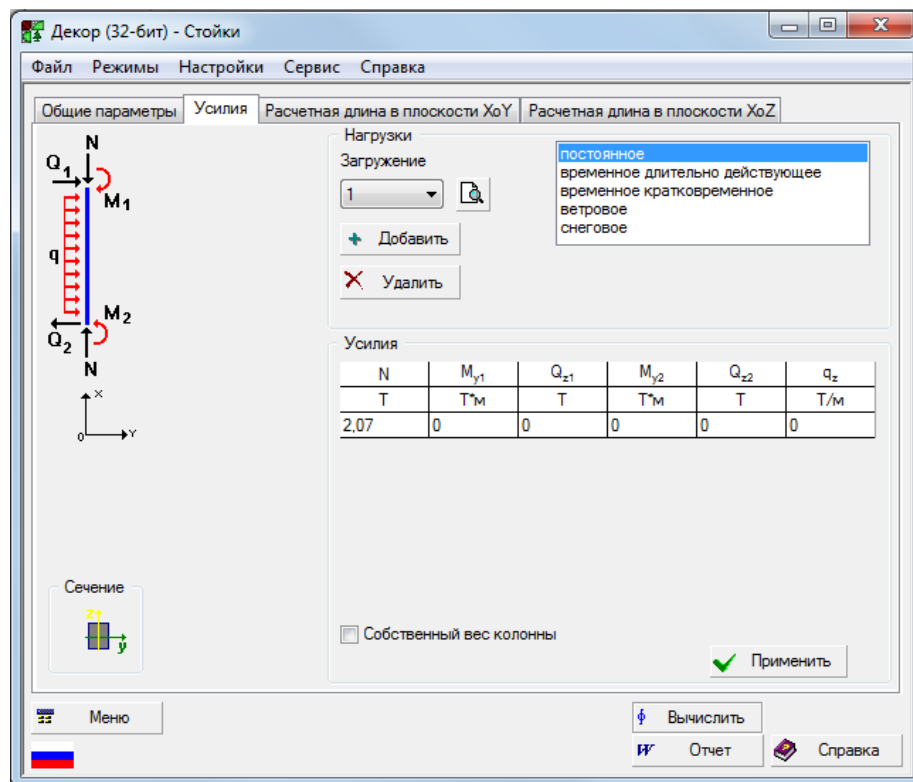 Декор (32-бит) - Стойки
Файл Режимы Настройки Сервис Справка
Общие параметры Усилия Расчетная длина в плоскости XoY Расчетная длина в плоскости XoZ
N
Q1
M1
q
M2
Q2
N
X
0 Y
Нагрузки
Загружение
1
Добавить
Удалить
постоянное
временное длительно действующее
временное кратковременное
ветровое
снеговое
Усилия
N My1 Qz1 My2 Qz2 qz
Т Т*м Т Т*м Т Т/м
2,07 0 0 0 0 0
Сечение
z
y
Собственный вес колонны
Применить
Меню
Вычислить
W Отчет
? Справка